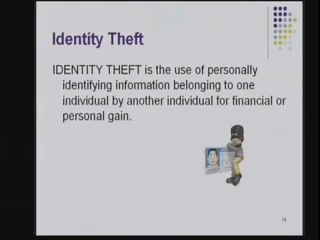 Identity Theft
IDENTITY THEFT is the use of personally
identifying information belonging to one
individual by another individual for financial or
personal gain.